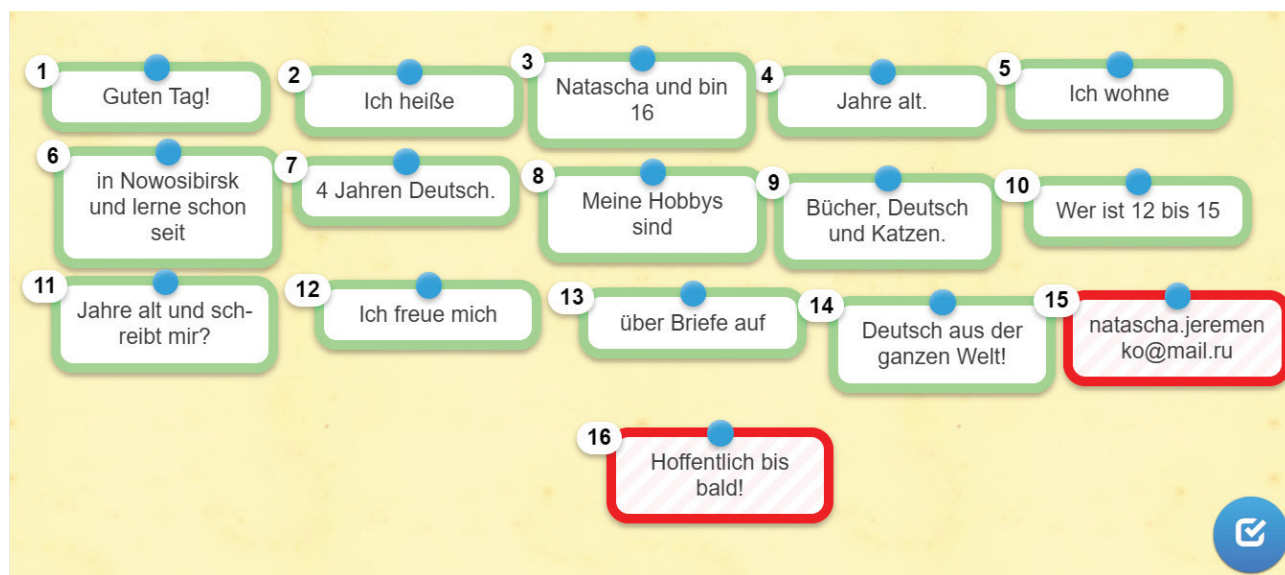 1
Guten Tag!
2
Ich heiße
3
Natascha und bin
16
4
Jahre alt.
5
Ich wohne
6
in Nowosibirsk
und lerne schon
seit
7
4 Jahren Deutsch.
8
Meine Hobbys
sind
9
Bücher, Deutsch
und Katzen.
10
Wer ist 12 bis 15
11
Jahre alt und sch-
reibt mir?
12
Ich freue mich
13
über Briefe auf
14
Deutsch aus der
ganzen Welt!
15
natascha.jeremen
ko@mail.ru
16
Hoffentlich bis
bald!